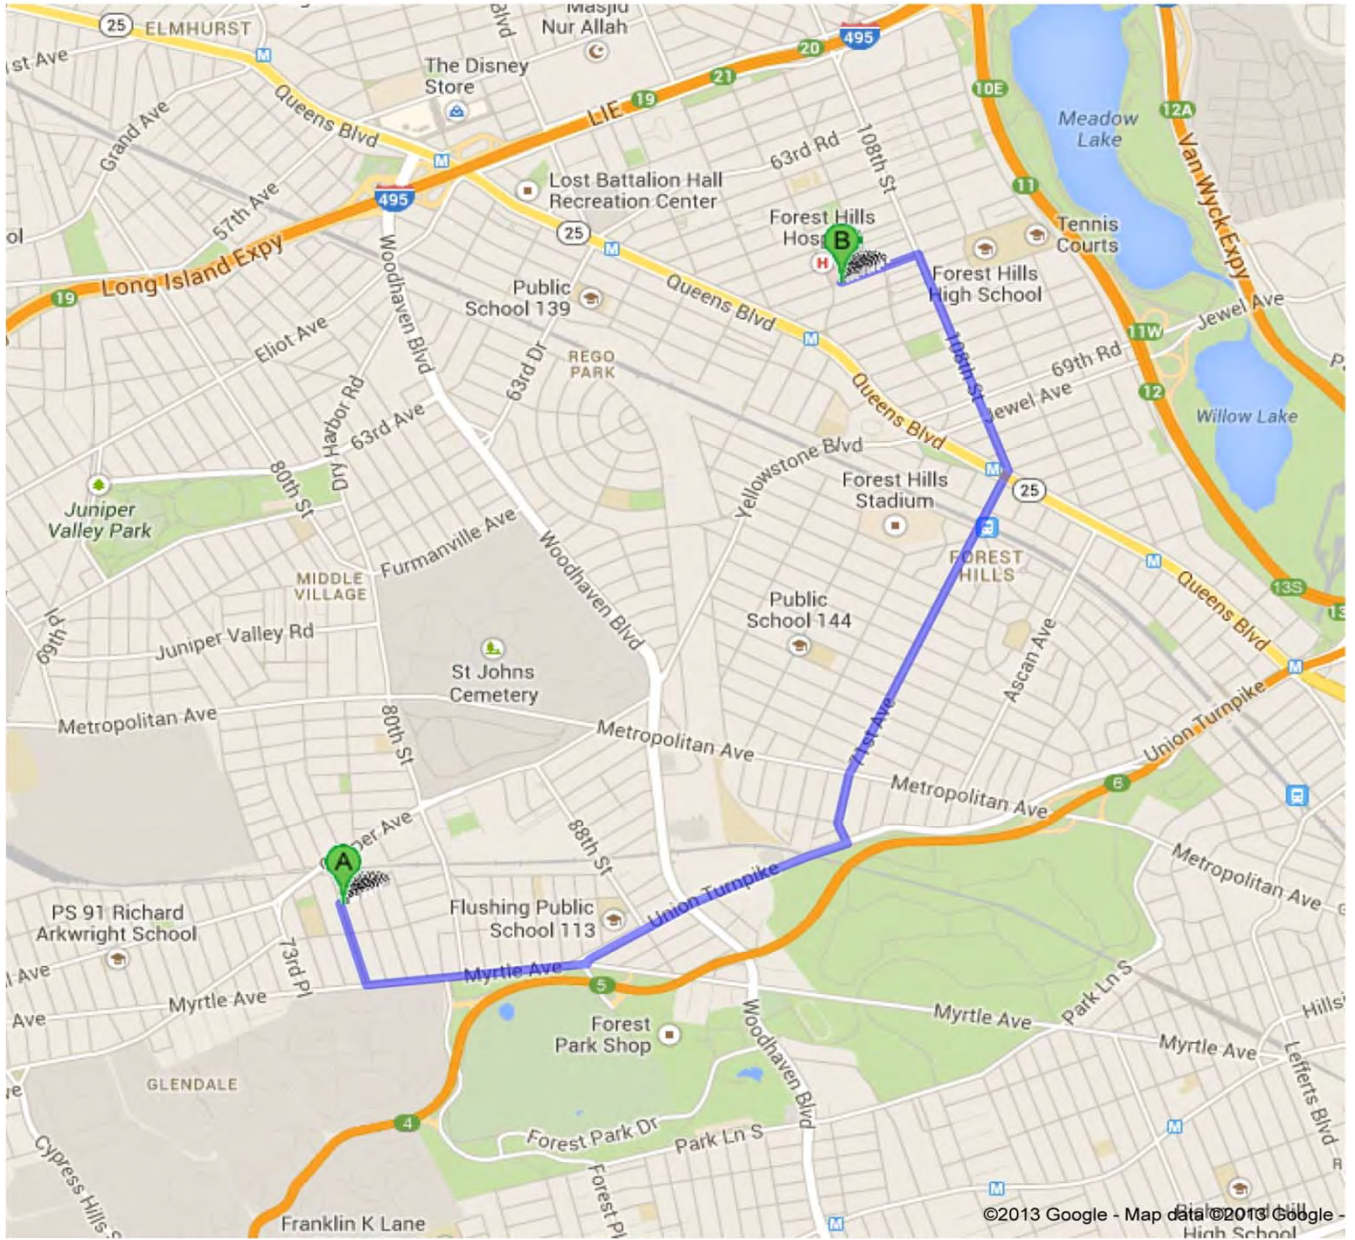 25
ELMHURST
Masjid
Nur Allah
495
20
21
19
LIE
10E
12A
Meadow
Lake
The Disney
Store
Queens Blvd
Grand Ave
108th St
63rd Rd
Van Wyck Expy
Lost Battalion Hall
Recreation Center
495
57th Ave
11
Forest Hills
B
H
Tennis
Courts
25
Long Island Expy
19
Woodhaven Blvd
Public
School 139
Queens Blvd
Forest Hills
High School
Jewel Ave
11W
Eliot Ave
REGO
PARK
63rd Dr
108th St
69th Rd
12
Jewel Ave
Willow Lake
Dry Harbor Rd
63rd Ave
Queens Blvd
Yellowstone Blvd
80th St
Juniper
Valley Park
Forest Hills
Stadium
25
Furmanville Ave
Woodhaven Blvd
FOREST
HILLS
MIDDLE
VILLAGE
13S
Queens Blvd
Public
School 144
69th Pl
Juniper Valley Rd
Ascan Ave
St Johns
Cemetery
Metropolitan Ave
80th St
Metropolitan Ave
71st Ave
Union Turnpike
6
Metropolitan Ave
88th St
A
Metropolitan Ave
Union Turnpike
PS 91 Richard
Arkwright School
Flushing Public
School 113
73rd Pl
Myrtle Ave
5
Myrtle Ave
Myrtle Ave
Park Ln S
Forest
Park Shop
Woodhaven Blvd
Myrtle Ave
Lefferts Blvd
GLENDALE
4
Forest Park Dr
Park Ln S
Cypress Hills S
Forest Pl
Franklin K Lane
©2013 Google - Map data ©2013 Google -
High School